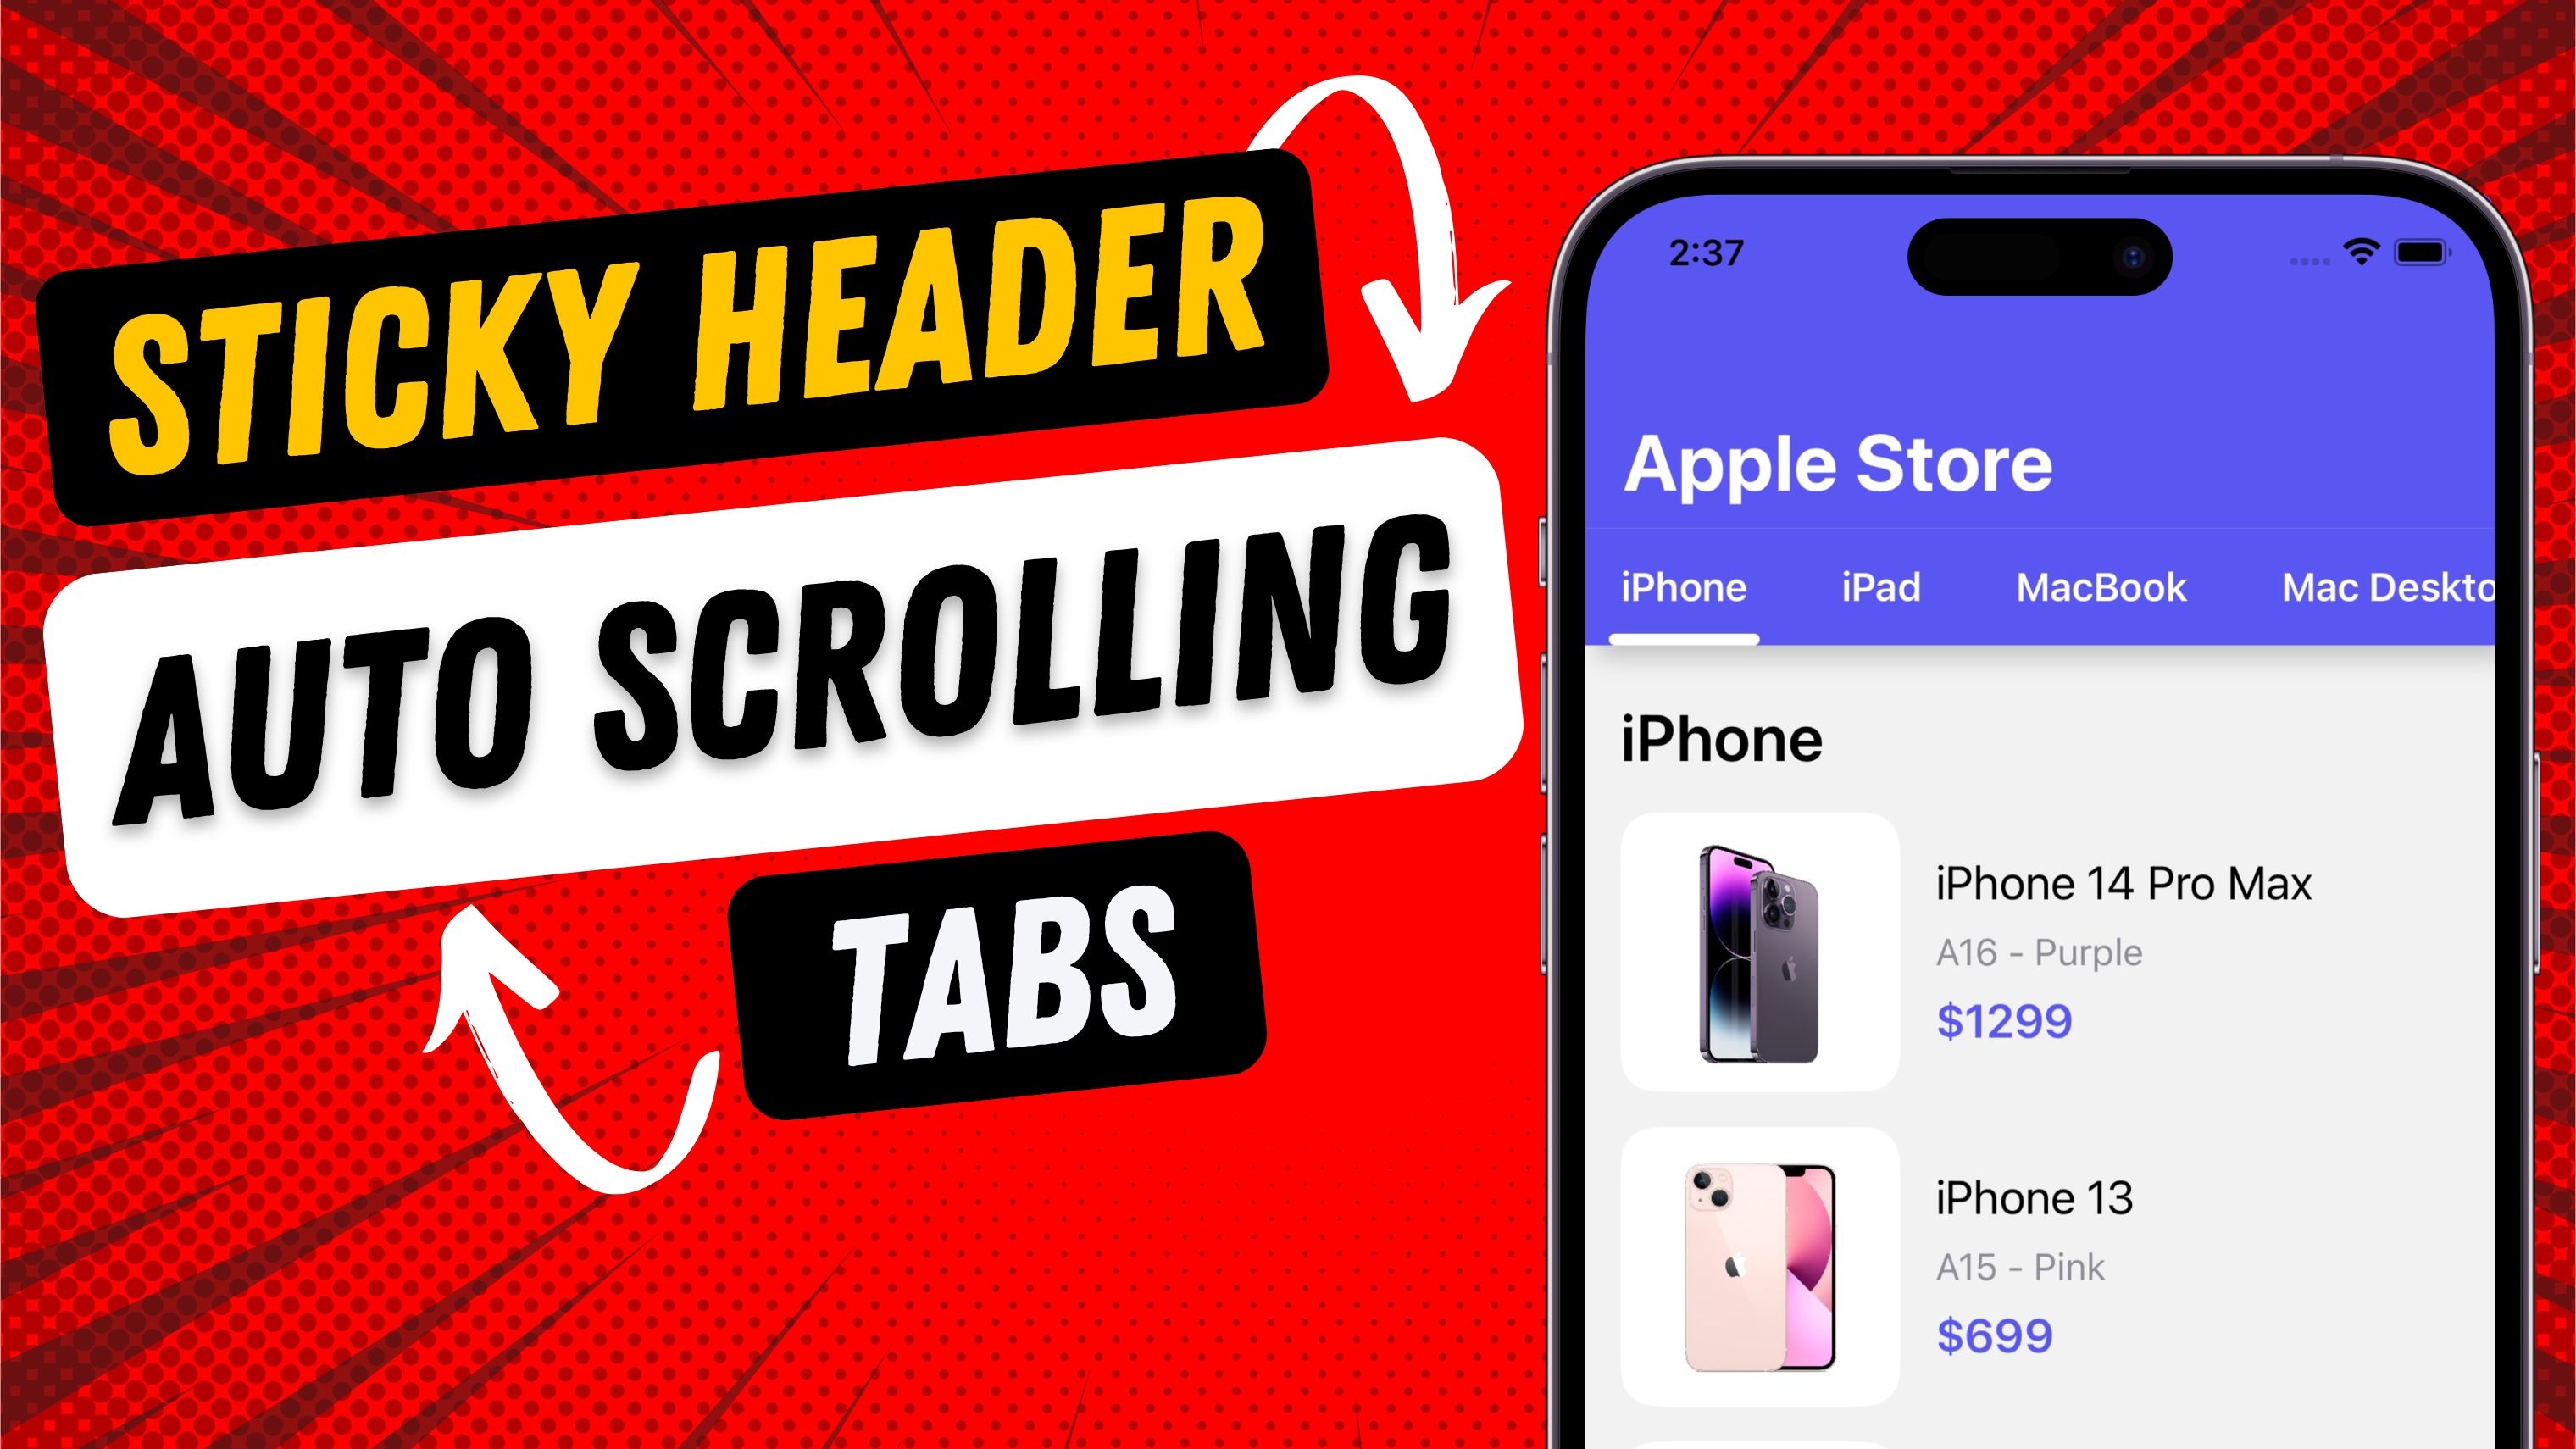 STICKY HEADER
AUTO SCROLLING
TABS
2:37
Apple Store
iPhone iPad MacBook Mac Deskto
iPhone
iPhone 14 Pro Max
A16 - Purple
$1299
iPhone 13
A15 - Pink
$699